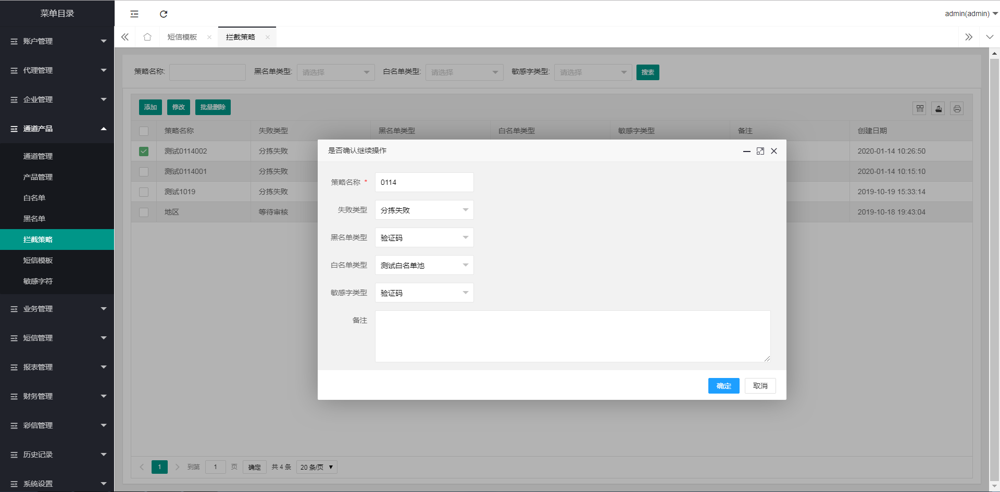 菜单目录
admin(admin)
短信模板
拦截策略
账户管理
代理管理
企业管理
通道产品
通道管理
产品管理
白名单
黑名单
拦截策略
短信模板
敏感字符
业务管理
短信管理
报表管理
财务管理
彩信管理
历史记录
系统设置
策略名称:
黑名单类型: 请选择
白名单类型: 请选择
敏感字类型: 请选择
搜索
添加 修改 批量删除
策略名称 失败类型 黑名单类型 白名单类型 敏感字类型 备注 创建日期
测试0114002 分拣失败 2020-01-14 10:26:50
测试0114001 分拣失败 2020-01-14 10:15:10
测试1019 分拣失败 2019-10-19 15:33:14
地区 等待审核 2019-10-18 19:43:04
是否确认继续操作
策略名称 * 0114
失败类型 分拣失败
黑名单类型 验证码
白名单类型 测试白名单池
敏感字类型 验证码
备注
确定 取消
1 到第 1 页 确定 共 4 条 20 条/页